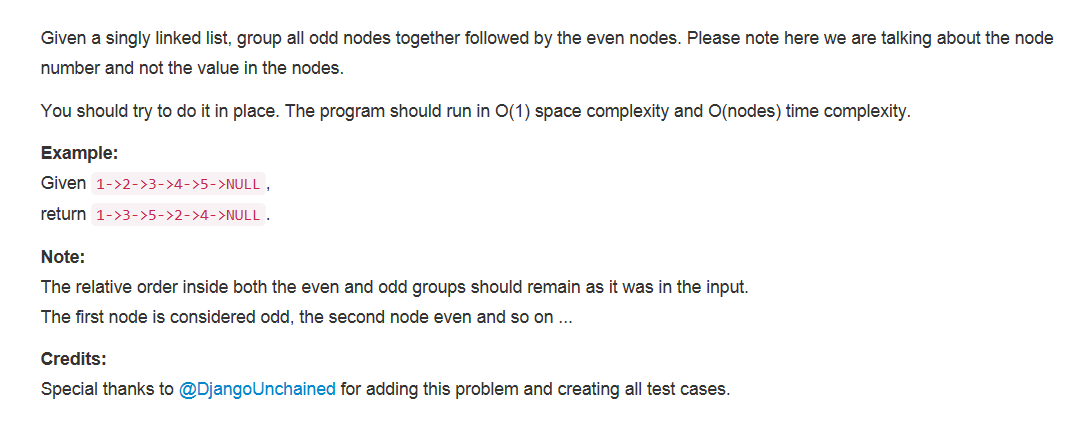 Given a singly linked list, group all odd nodes together followed by the even nodes. Please note here we are talking about the node
number and not the value in the nodes.
You should try to do it in place. The program should run in O(1) space complexity and O(nodes) time complexity.
Example:
Given 1->2->3->4->5->NULL ,
return 1->3->5->2->4->NULL .
Note:
The relative order inside both the even and odd groups should remain as it was in the input.
The first node is considered odd, the second node even and so on ...
Credits:
Special thanks to @DjangoUnchained for adding this problem and creating all test cases.